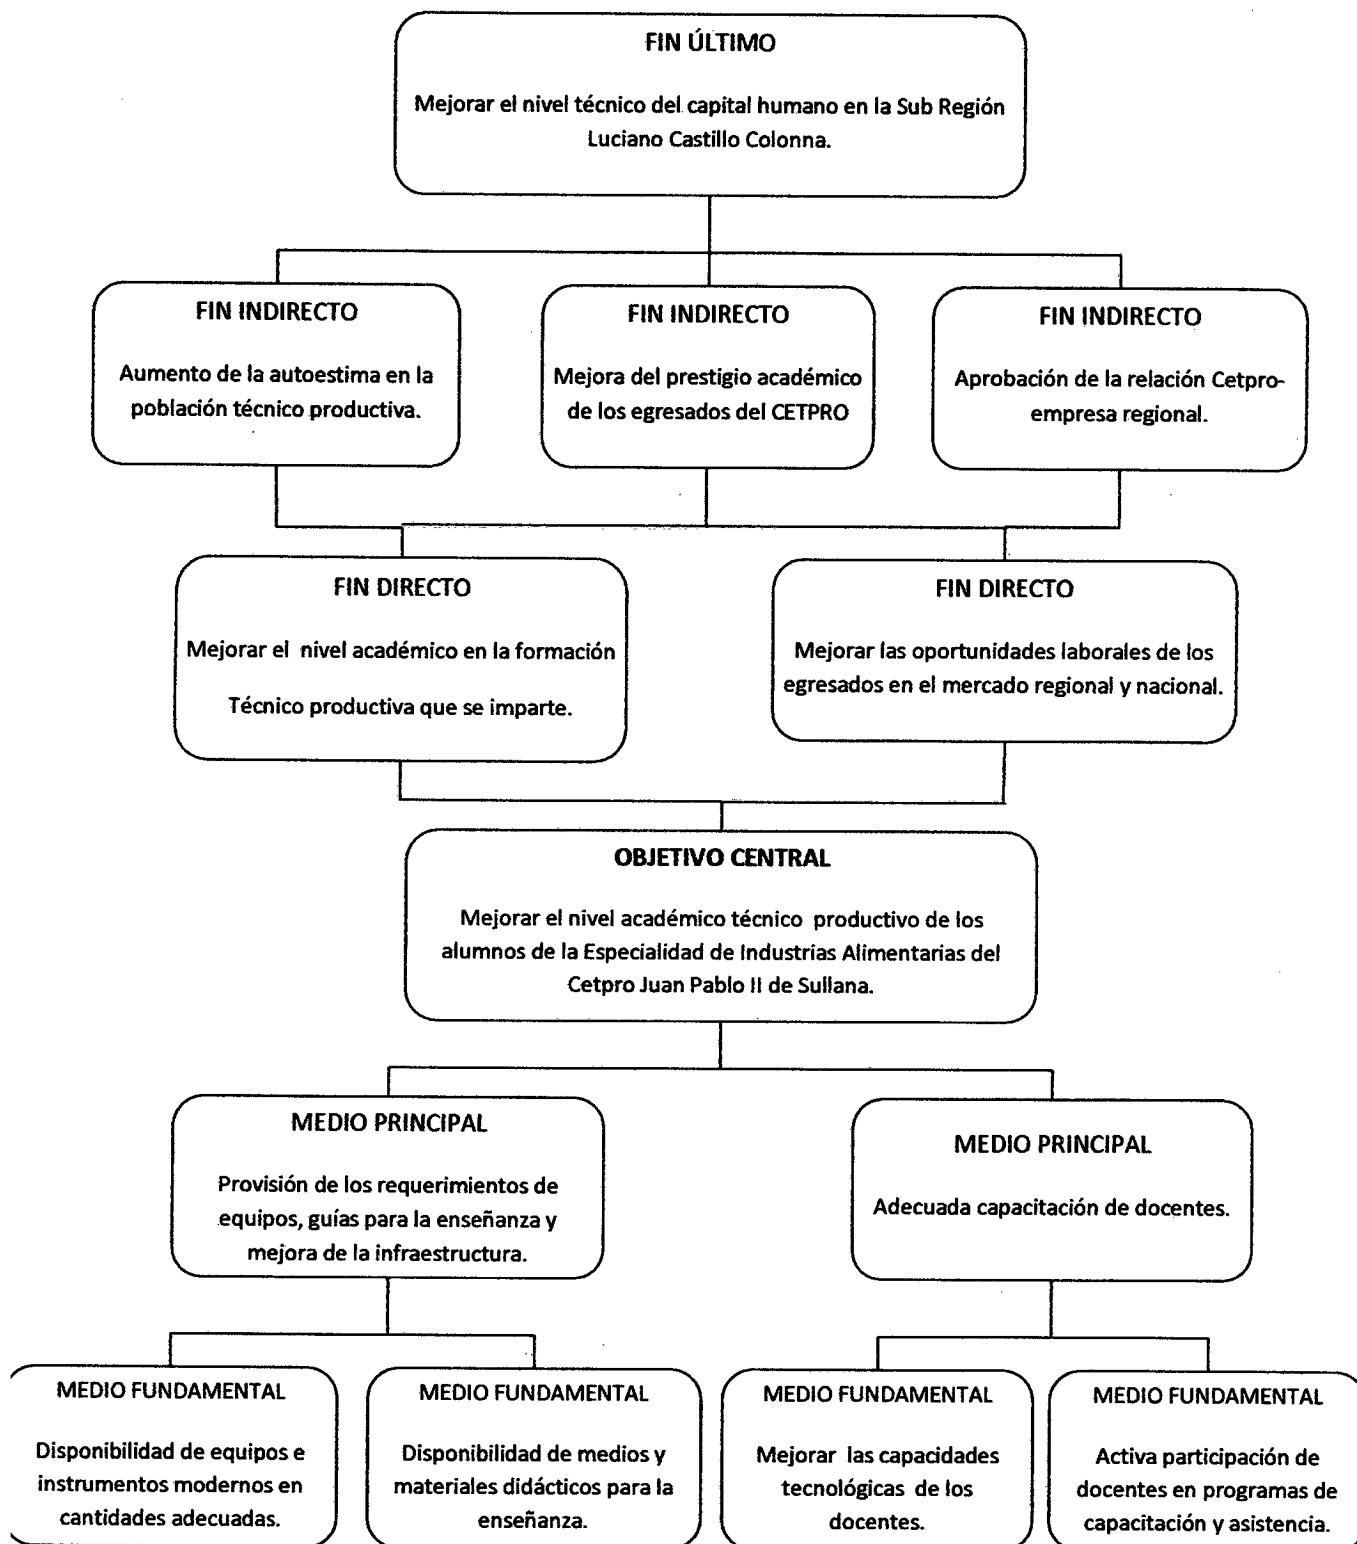 FIN ÚLTIMO
Mejorar el nivel técnico del capital humano en la Sub Región
Luciano Castillo Colonna.
FIN INDIRECTO
Aumento de la autoestima en la
población técnico productiva.
FIN INDIRECTO
Mejora del prestigio académico
de los egresados del CETPRO
FIN INDIRECTO
Aprobación de la relación Cetpro-
empresa regional.
FIN DIRECTO
Mejorar el nivel académico en la formación
Técnico productiva que se imparte.
FIN DIRECTO
Mejorar las oportunidades laborales de los
egresados en el mercado regional y nacional.
OBJETIVO CENTRAL
Mejorar el nivel académico técnico productivo de los
alumnos de la Especialidad de Industrias Alimentarias del
Cetpro Juan Pablo II de Sullana.
MEDIO PRINCIPAL
Provisión de los requerimientos de
equipos, guías para la enseñanza y
mejora de la infraestructura.
MEDIO PRINCIPAL
Adecuada capacitación de docentes.
MEDIO FUNDAMENTAL
Disponibilidad de equipos e
instrumentos modernos en
cantidades adecuadas.
MEDIO FUNDAMENTAL
Disponibilidad de medios y
materiales didácticos para la
enseñanza.
MEDIO FUNDAMENTAL
Mejorar las capacidades
tecnológicas de los
docentes.
MEDIO FUNDAMENTAL
Activa participación de
docentes en programas de
capacitación y asistencia.